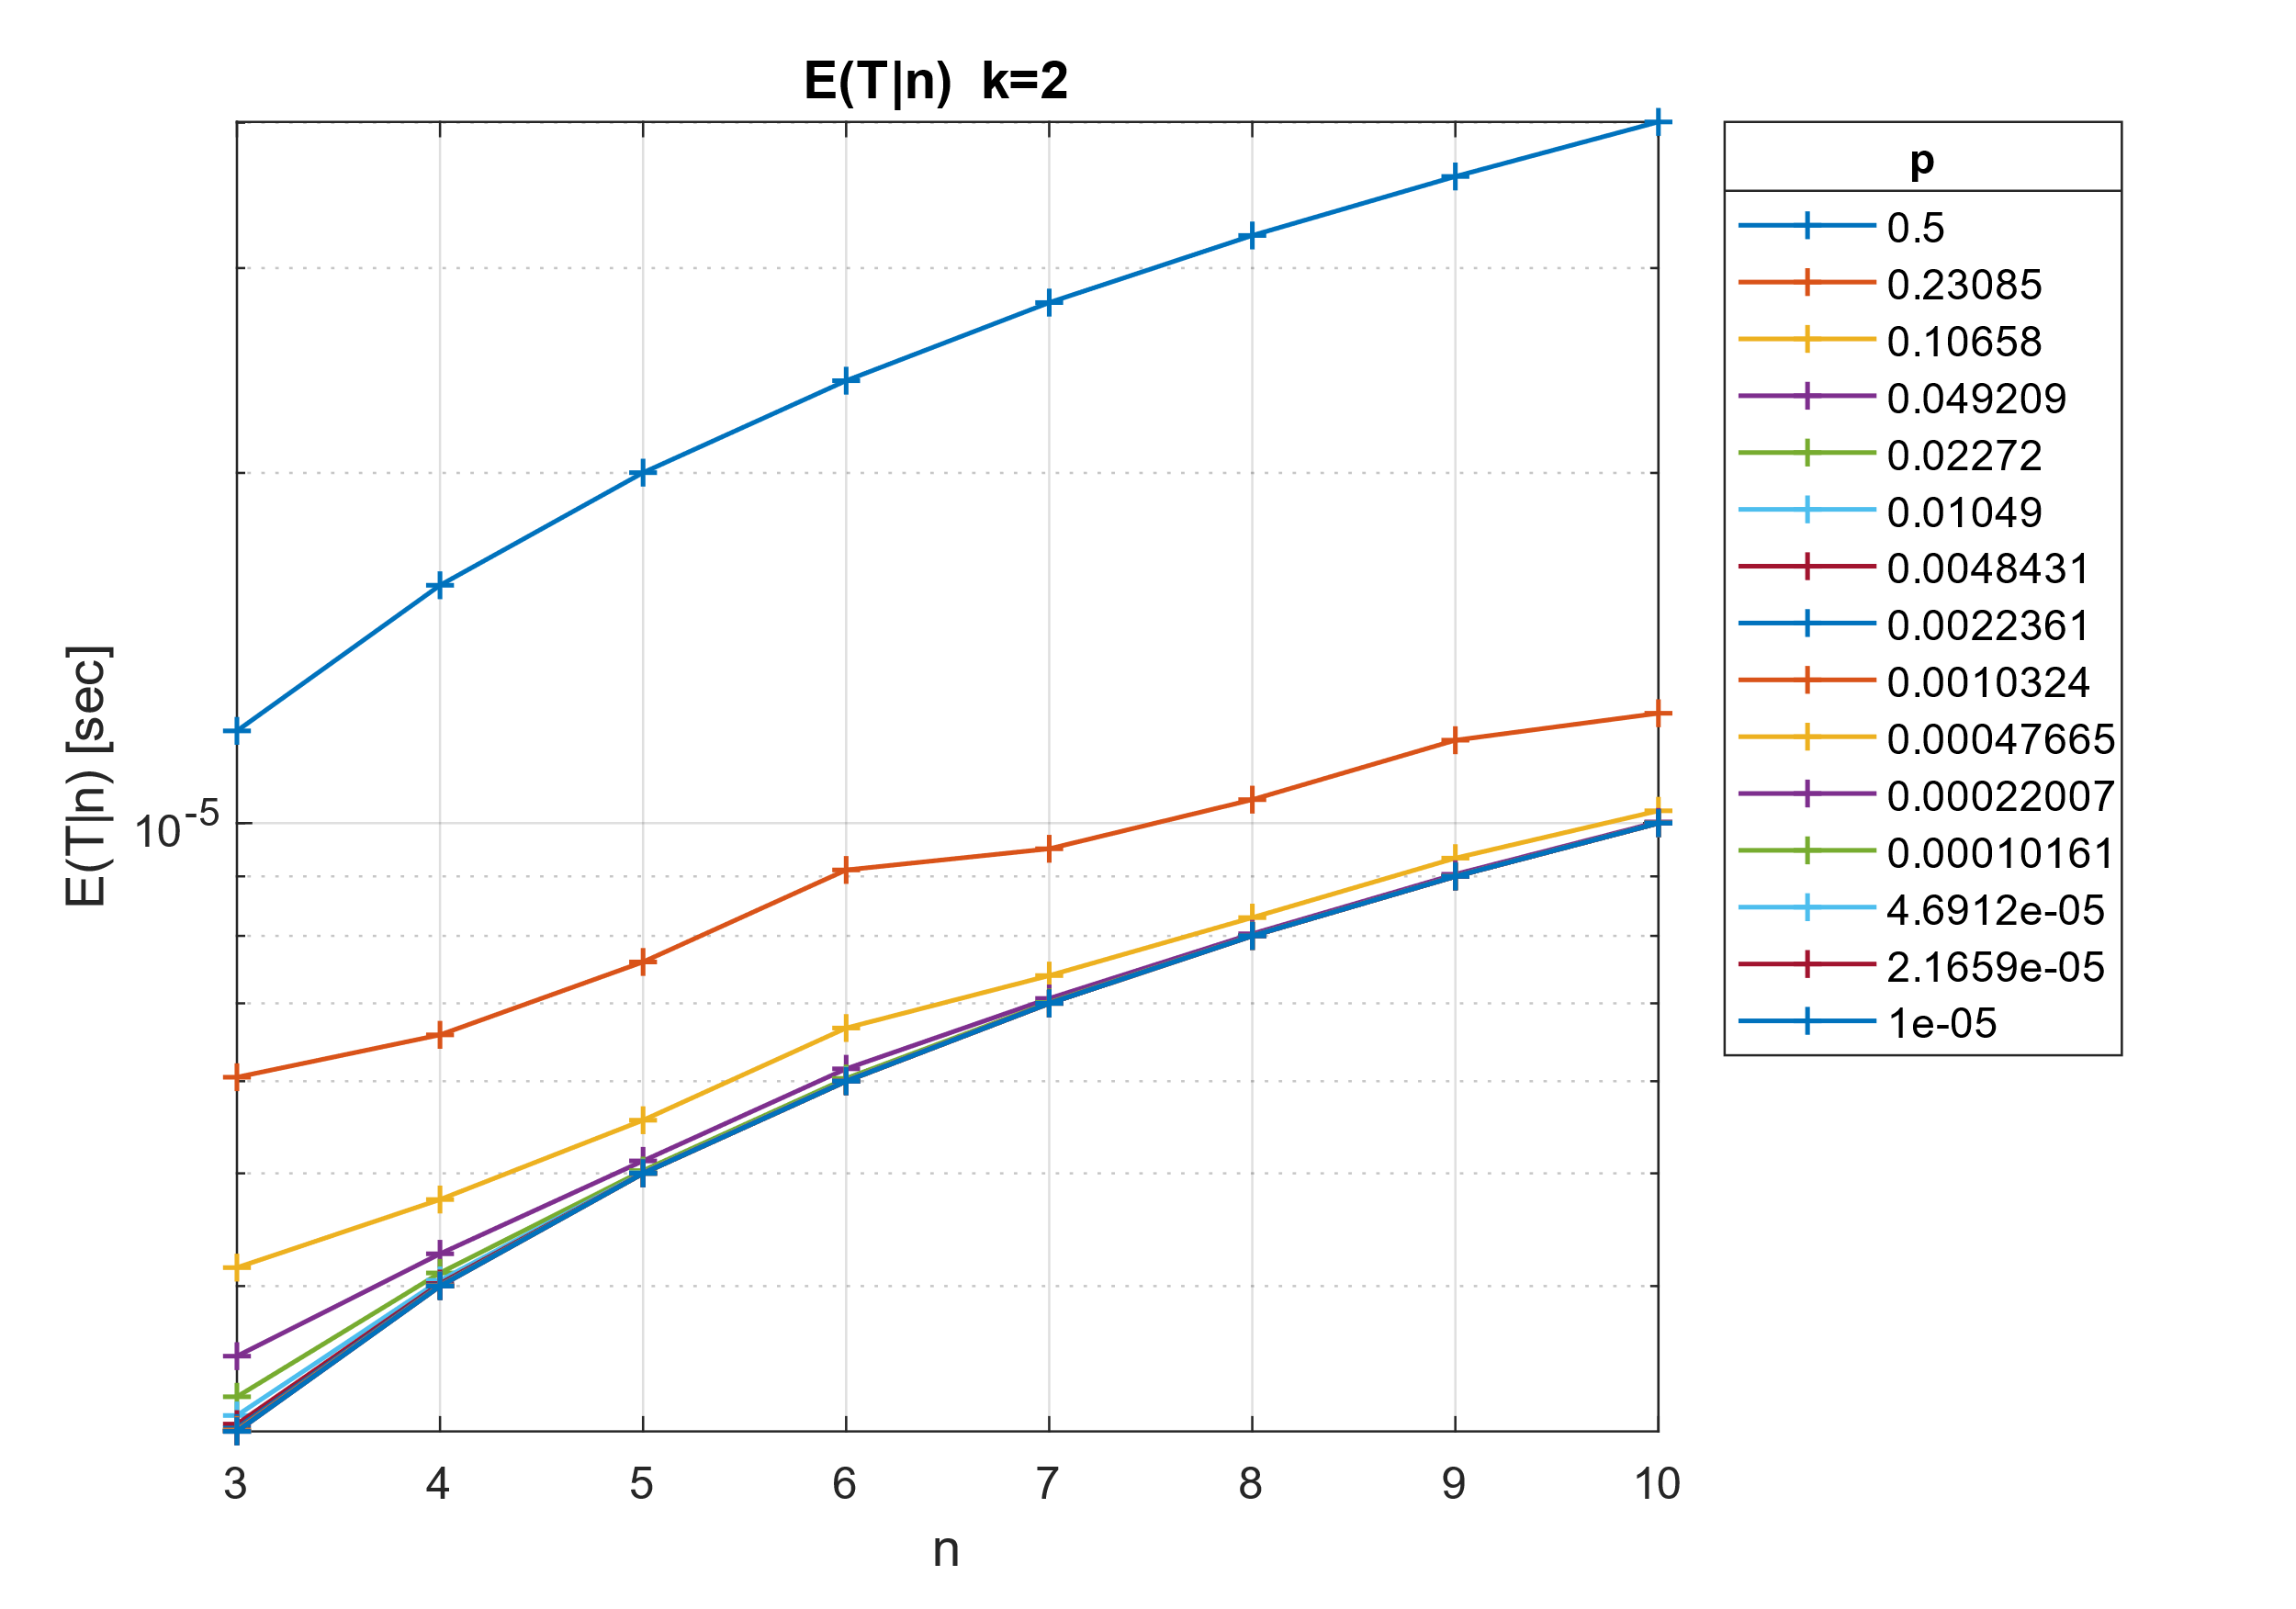 E(T|n) k=2
E(T|n) [sec]
10-5
3 4 5 6 7 8 9 10
n
p
0.5
0.23085
0.10658
0.049209
0.02272
0.01049
0.0048431
0.0022361
0.0010324
0.00047665
0.00022007
0.00010161
4.6912e-05
2.1659e-05
1e-05